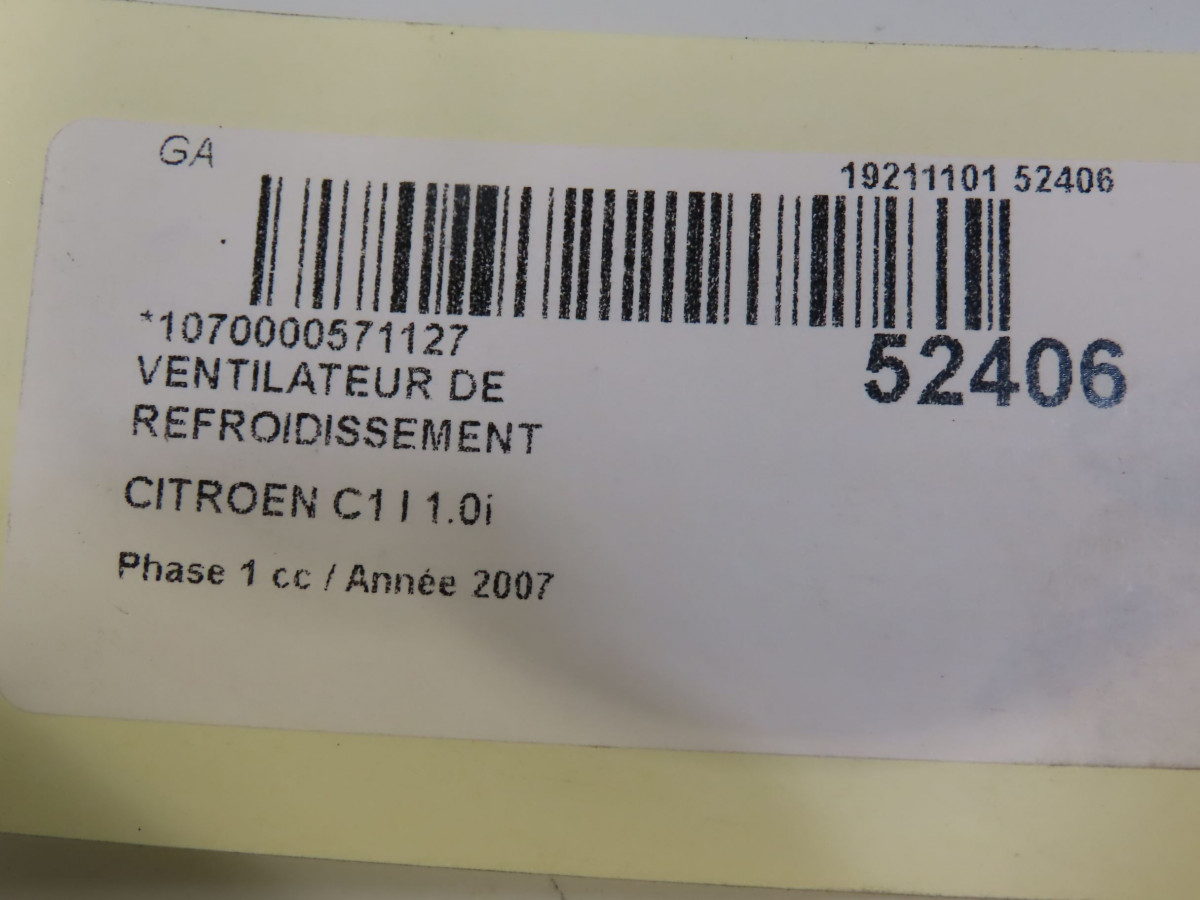 GA
19211101 52406
*1070000571127
52406
VENTILATEUR DE
REFROIDISSEMENT
CITROEN C1 I 1.0i
Phase 1 cc / Année 2007